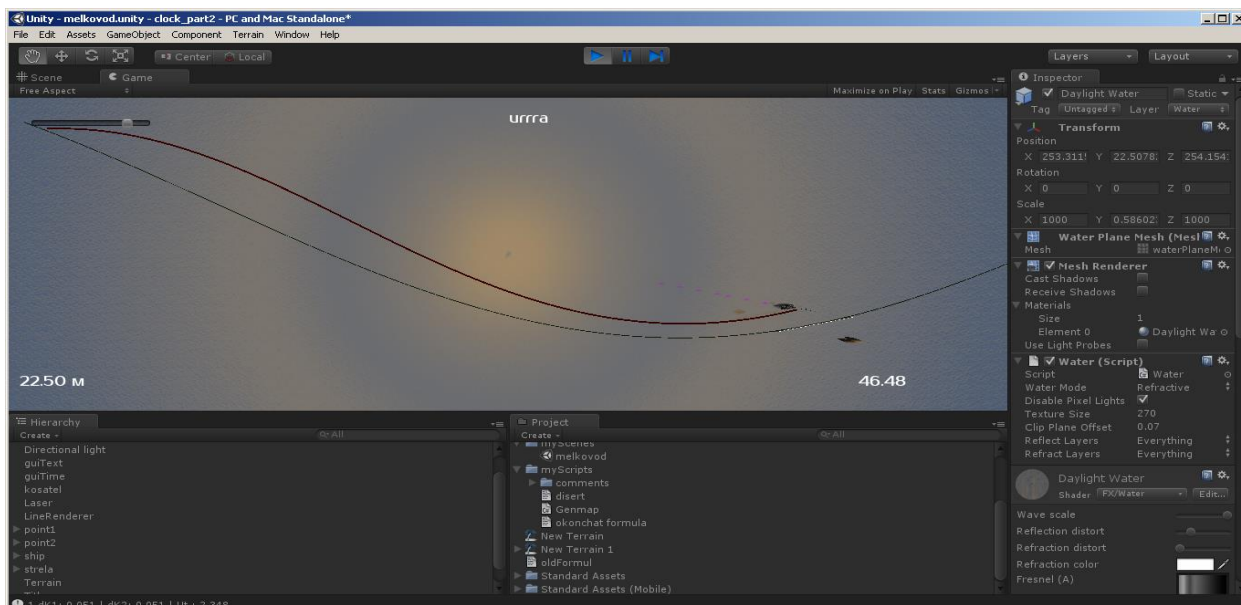 Unity - melkovod.unity - clock_part2 - PC and Mac Standalone*
File Edit Assets GameObject Component Terrain Window Help
Center Local
Layers Layout
Scene Game
Free Aspect Maximize on Play Stats Gizmos
urrra
22.50 м 46.48
Inspector
Daylight Water Static
Tag Untagged Layer Water
Transform
Position
X 253.311 Y 22.5078 Z 254.154
Rotation
X 0 Y 0 Z 0
Scale
X 1000 Y 0.58602 Z 1000
Water Plane Mesh (Mesl
Mesh waterPlaneM
Mesh Renderer
Cast Shadows
Receive Shadows
Materials
Size 1
Element 0 Daylight Wa
Use Light Probes
Water (Script)
Script Water
Water Mode Refractive
Disable Pixel Lights
Texture Size 270
Clip Plane Offset 0.07
Reflect Layers Everything
Refract Layers Everything
Daylight Water
Shader FX/Water Edit...
Wave scale
Reflection distort
Refraction distort
Refraction color
Fresnel (A)
Hierarchy
Create All
Directional light
guiText
guiTime
kosatel
Laser
LineRenderer
point1
point2
ship
strela
Terrain
Project
Create All
myScenes
melkovod
myScripts
comments
disert
Genmap
okonchat formula
New Terrain
New Terrain 1
oldFormul
Standard Assets
Standard Assets (Mobile)